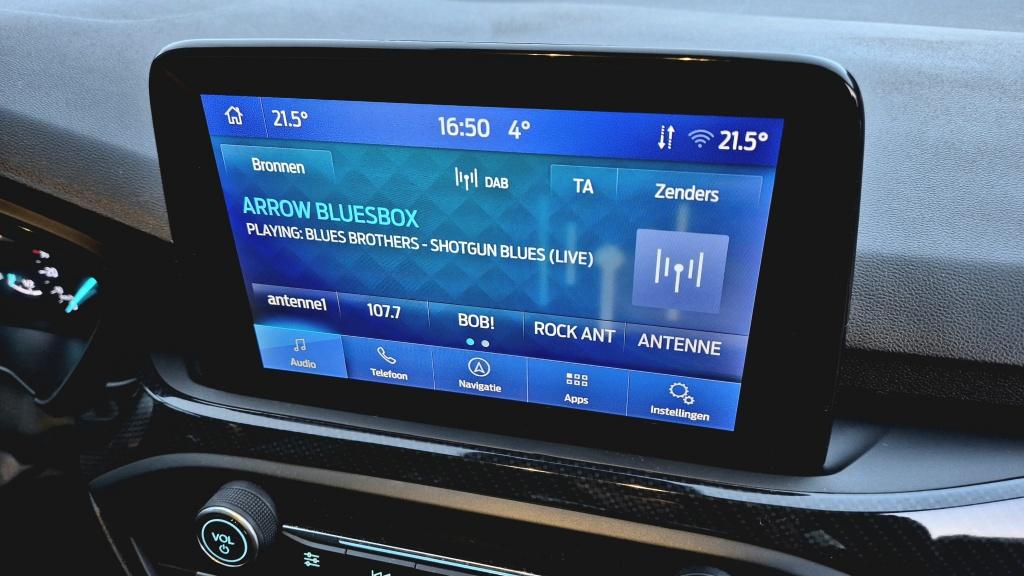 21.5° 16:50 4° 21.5°
Bronnen DAB TA Zenders
ARROW BLUESBOX
PLAYING: BLUES BROTHERS - SHOTGUN BLUES (LIVE)
antenne1 107.7 BOB! ROCK ANT ANTENNE
Audio Telefoon Navigatie Apps Instellingen
VOL